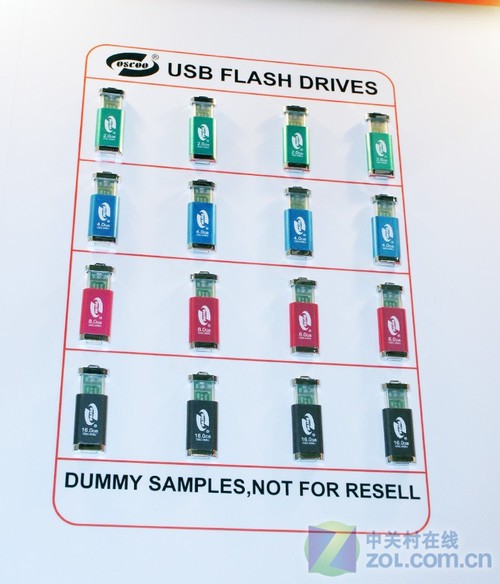 OSCOO® USB FLASH DRIVES
2.0GB 2.0GB 2.0GB 2.0GB
4.0GB 4.0GB 4.0GB 4.0GB
8.0GB 8.0GB 8.0GB 8.0GB
16.0GB 16.0GB 16.0GB 16.0GB
DUMMY SAMPLES,NOT FOR RESELL
Z 中关村在线
zol.com.cn